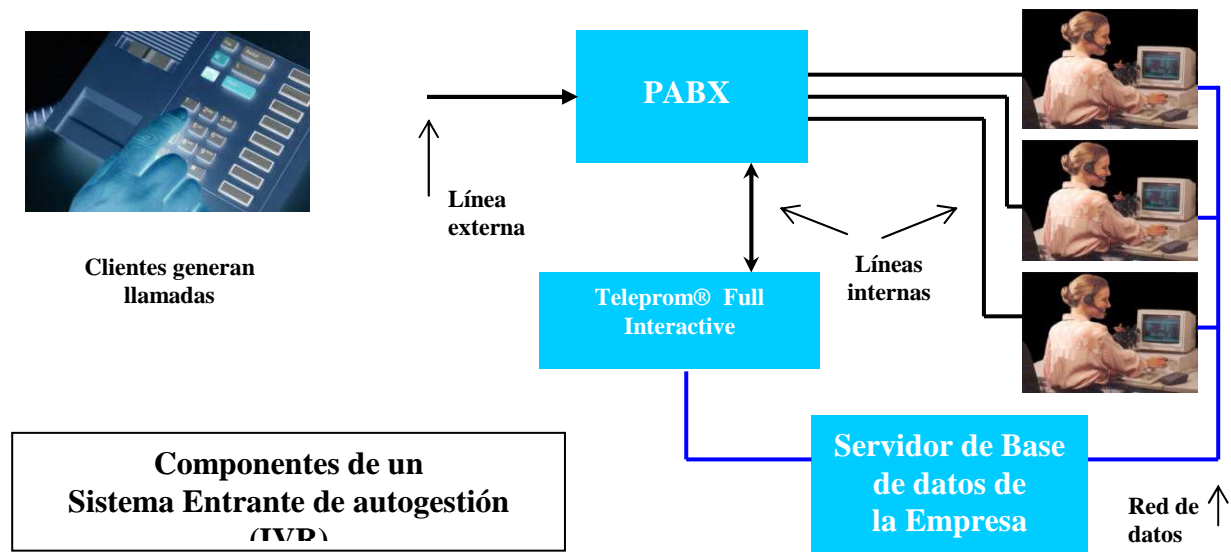 PABX
Línea
externa
Clientes generan
llamadas
Líneas
internas
Teleprom® Full
Interactive
Componentes de un
Sistema Entrante de autogestión
(IVR)
Servidor de Base
de datos de
la Empresa
Red de
datos